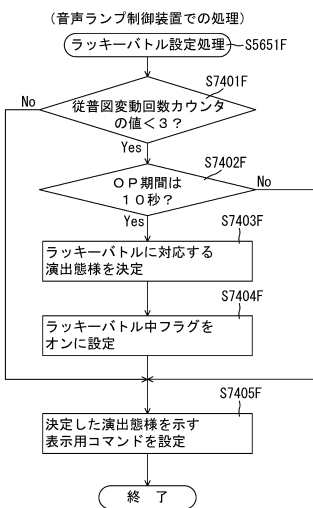 （音声ランプ制御装置での処理）
ラッキーバトル設定処理
S5651F
S7401F
No
従普図変動回数カウンタ
の値＜３？
Yes
S7402F
ＯＰ期間は
１０秒？
No
Yes
S7403F
ラッキーバトルに対応する
演出態様を決定
S7404F
ラッキーバトル中フラグを
オンに設定
S7405F
決定した演出態様を示す
表示用コマンドを設定
終　了